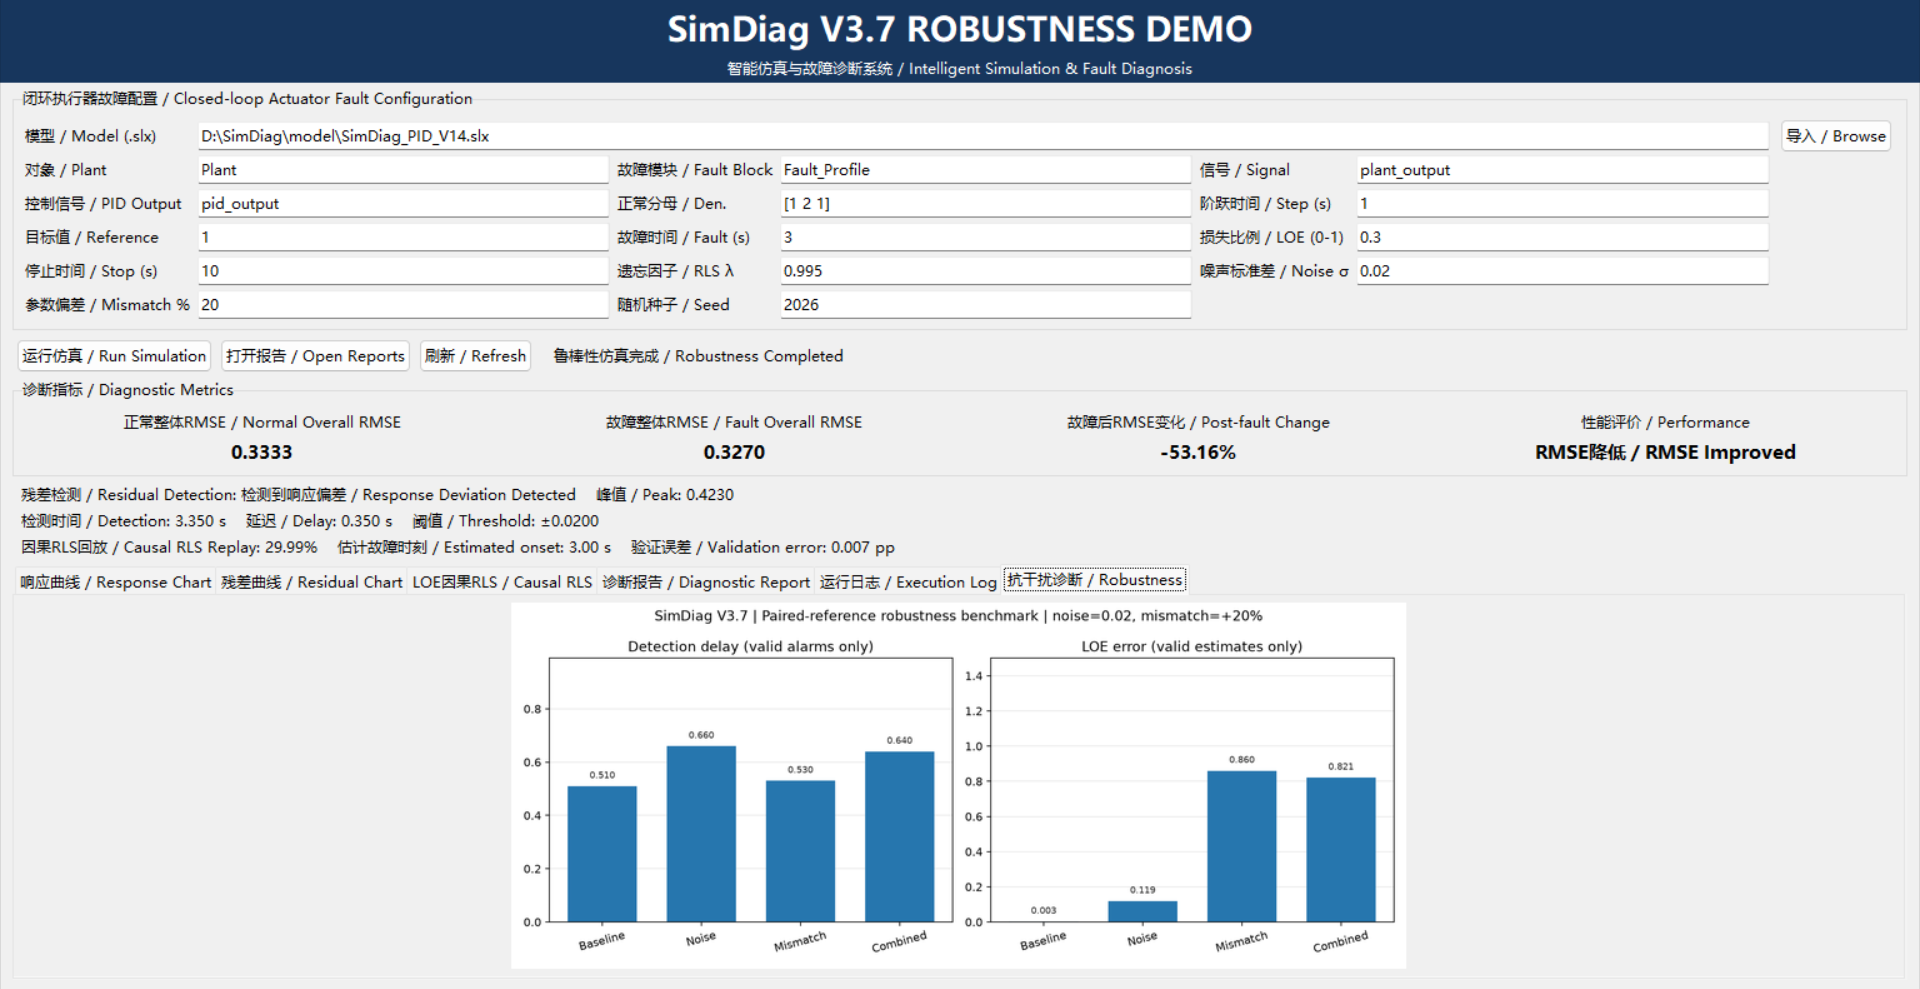 SimDiag V3.7 ROBUSTNESS DEMO
智能仿真与故障诊断系统 / Intelligent Simulation & Fault Diagnosis
闭环执行器故障配置 / Closed-loop Actuator Fault Configuration
模型 / Model (.slx) D:\SimDiag\model\SimDiag_PID_V14.slx 导入 / Browse
对象 / Plant Plant 故障模块 / Fault Block Fault_Profile 信号 / Signal plant_output
控制信号 / PID Output pid_output 正常分母 / Den. [1 2 1] 阶跃时间 / Step (s) 1
目标值 / Reference 1 故障时间 / Fault (s) 3 损失比例 / LOE (0-1) 0.3
停止时间 / Stop (s) 10 遗忘因子 / RLS λ 0.995 噪声标准差 / Noise σ 0.02
参数偏差 / Mismatch % 20 随机种子 / Seed 2026
运行仿真 / Run Simulation 打开报告 / Open Reports 刷新 / Refresh 鲁棒性仿真完成 / Robustness Completed
诊断指标 / Diagnostic Metrics
正常整体RMSE / Normal Overall RMSE 故障整体RMSE / Fault Overall RMSE 故障后RMSE变化 / Post-fault Change 性能评价 / Performance
0.3333 0.3270 -53.16% RMSE降低 / RMSE Improved
残差检测 / Residual Detection: 检测到响应偏差 / Response Deviation Detected 峰值 / Peak: 0.4230
检测时间 / Detection: 3.350 s 延迟 / Delay: 0.350 s 阈值 / Threshold: ±0.0200
因果RLS回放 / Causal RLS Replay: 29.99% 估计故障时刻 / Estimated onset: 3.00 s 验证误差 / Validation error: 0.007 pp
响应曲线 / Response Chart 残差曲线 / Residual Chart LOE因果RLS / Causal RLS 诊断报告 / Diagnostic Report 运行日志 / Execution Log 抗干扰诊断 / Robustness
SimDiag V3.7 | Paired-reference robustness benchmark | noise=0.02, mismatch=+20%
Detection delay (valid alarms only)
0.8
0.6
0.4
0.2
0.0
0.510
0.660
0.530
0.640
Baseline Noise Mismatch Combined
LOE error (valid estimates only)
1.4
1.2
1.0
0.8
0.6
0.4
0.2
0.0
0.003
0.119
0.860
0.821
Baseline Noise Mismatch Combined